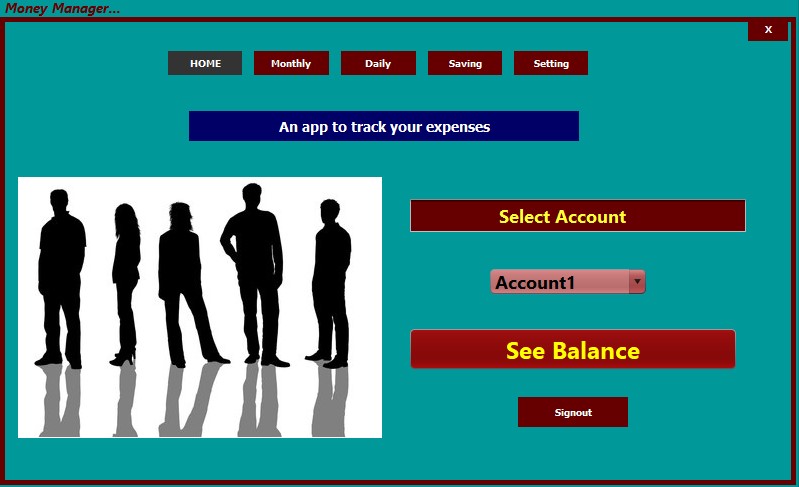 Money Manager...
X
HOME Monthly Daily Saving Setting
An app to track your expenses
Select Account
Account1
See Balance
Signout